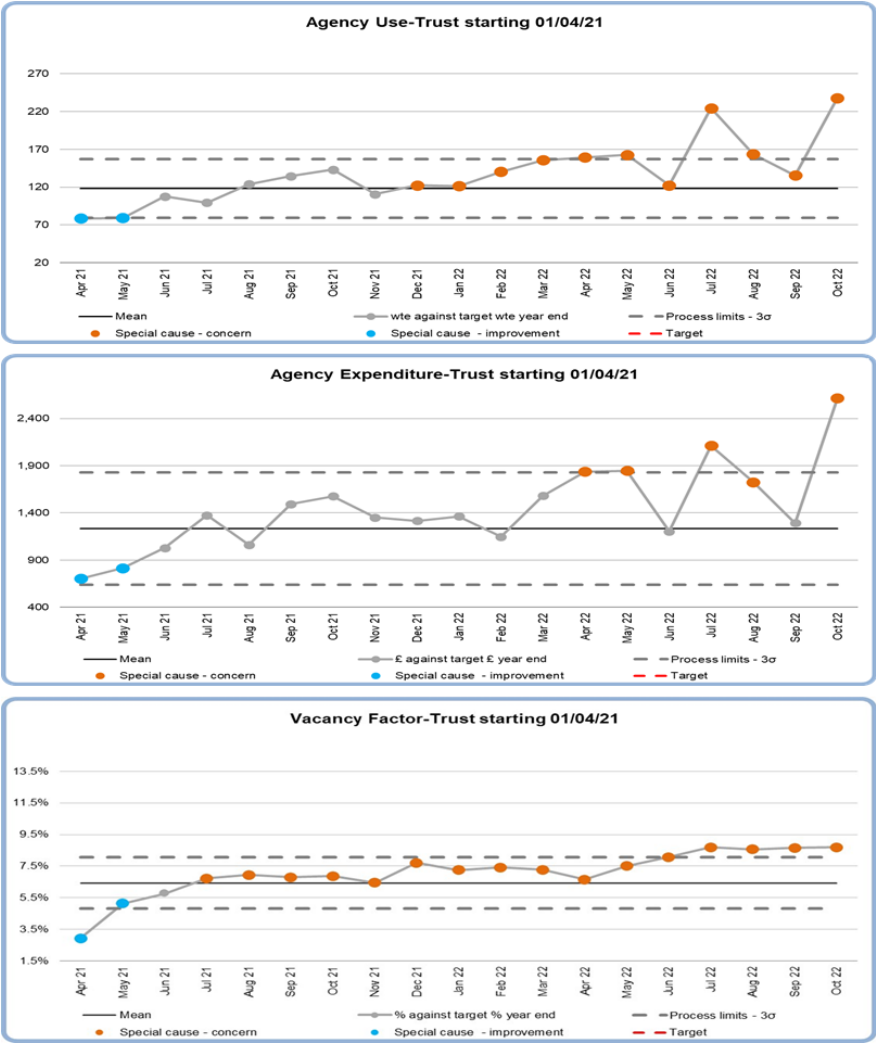 Agency Use-Trust starting 01/04/21
270
220
170
120
70
20
Apr 21 May 21 Jun 21 Jul 21 Aug 21 Sep 21 Oct 21 Nov 21 Dec 21 Jan 22 Feb 22 Mar 22 Apr 22 May 22 Jun 22 Jul 22 Aug 22 Sep 22 Oct 22
Mean wte against target wte year end Process limits - 3σ
Special cause - concern Special cause - improvement Target
Agency Expenditure-Trust starting 01/04/21
2,400
1,900
1,400
900
400
Apr 21 May 21 Jun 21 Jul 21 Aug 21 Sep 21 Oct 21 Nov 21 Dec 21 Jan 22 Feb 22 Mar 22 Apr 22 May 22 Jun 22 Jul 22 Aug 22 Sep 22 Oct 22
Mean £ against target £ year end Process limits - 3σ
Special cause - concern Special cause - improvement Target
Vacancy Factor-Trust starting 01/04/21
13.5%
11.5%
9.5%
7.5%
5.5%
3.5%
1.5%
Apr 21 May 21 Jun 21 Jul 21 Aug 21 Sep 21 Oct 21 Nov 21 Dec 21 Jan 22 Feb 22 Mar 22 Apr 22 May 22 Jun 22 Jul 22 Aug 22 Sep 22 Oct 22
Mean % against target % year end Process limits - 3σ
Special cause - concern Special cause - improvement Target